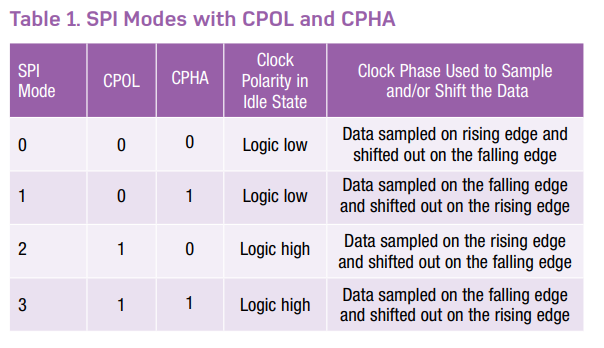 Table 1. SPI Modes with CPOL and CPHA
SPI
Mode
CPOL
CPHA
Clock
Polarity in
Idle State
Clock Phase Used to Sample
and/or Shift the Data
0
0
0
Logic low
Data sampled on rising edge and
shifted out on the falling edge
1
0
1
Logic low
Data sampled on the falling edge
and shifted out on the rising edge
2
1
0
Logic high
Data sampled on the rising edge
and shifted out on the falling edge
3
1
1
Logic high
Data sampled on the falling edge
and shifted out on the rising edge